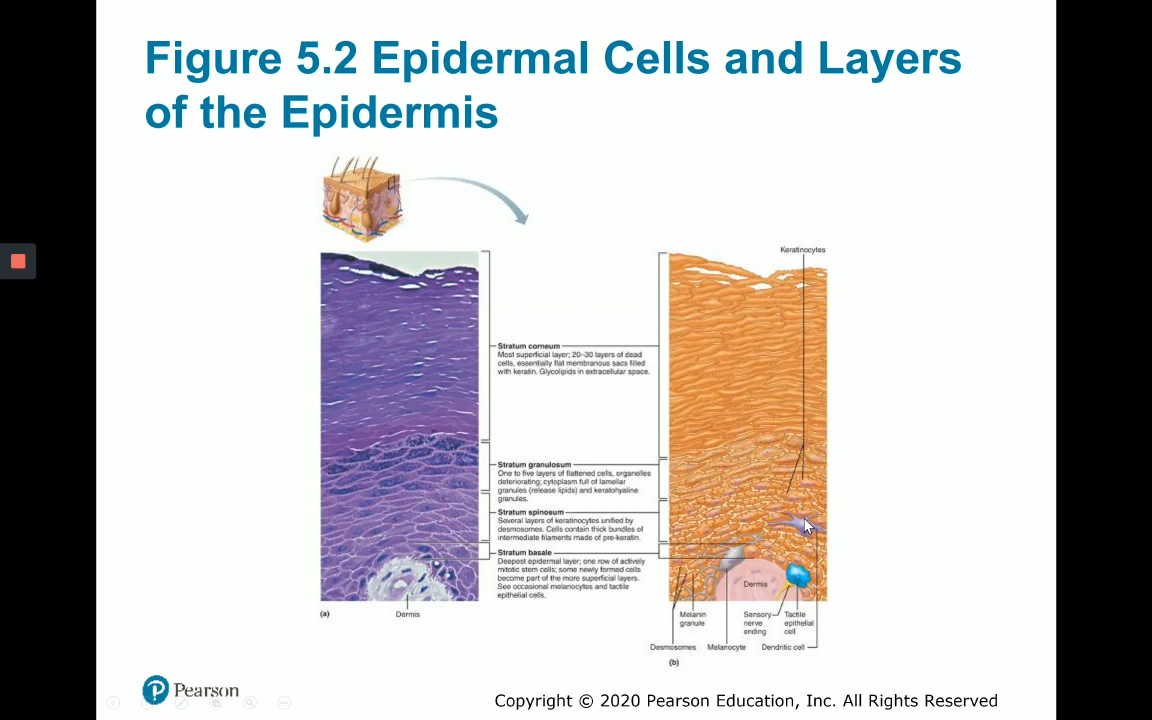 Figure 5.2 Epidermal Cells and Layers
of the Epidermis
Keratinocytes
Stratum corneum
Most superficial layer; 20–30 layers of dead
cells, essentially flat membranous sacs filled
with keratin. Glycolipids in extracellular space.
Stratum granulosum
One to five layers of flattened cells, organelles
deteriorating; cytoplasm full of lamellar
granules (release lipids) and keratohyaline
granules.
Stratum spinosum
Several layers of keratinocytes unified by
desmosomes. Cells contain thick bundles of
intermediate filaments made of pre-keratin.
Stratum basale
Deepest epidermal layer; one row of actively
mitotic stem cells; some newly formed cells
become part of the more superficial layers.
See occasional melanocytes and tactile
epithelial cells.
Dermis
(a)
Dermis
Melanin
granule
Sensory
nerve
ending
Tactile
epithelial
cell
Desmosomes
Melanocyte
Dendritic cell
(b)
Pearson
Copyright © 2020 Pearson Education, Inc. All Rights Reserved